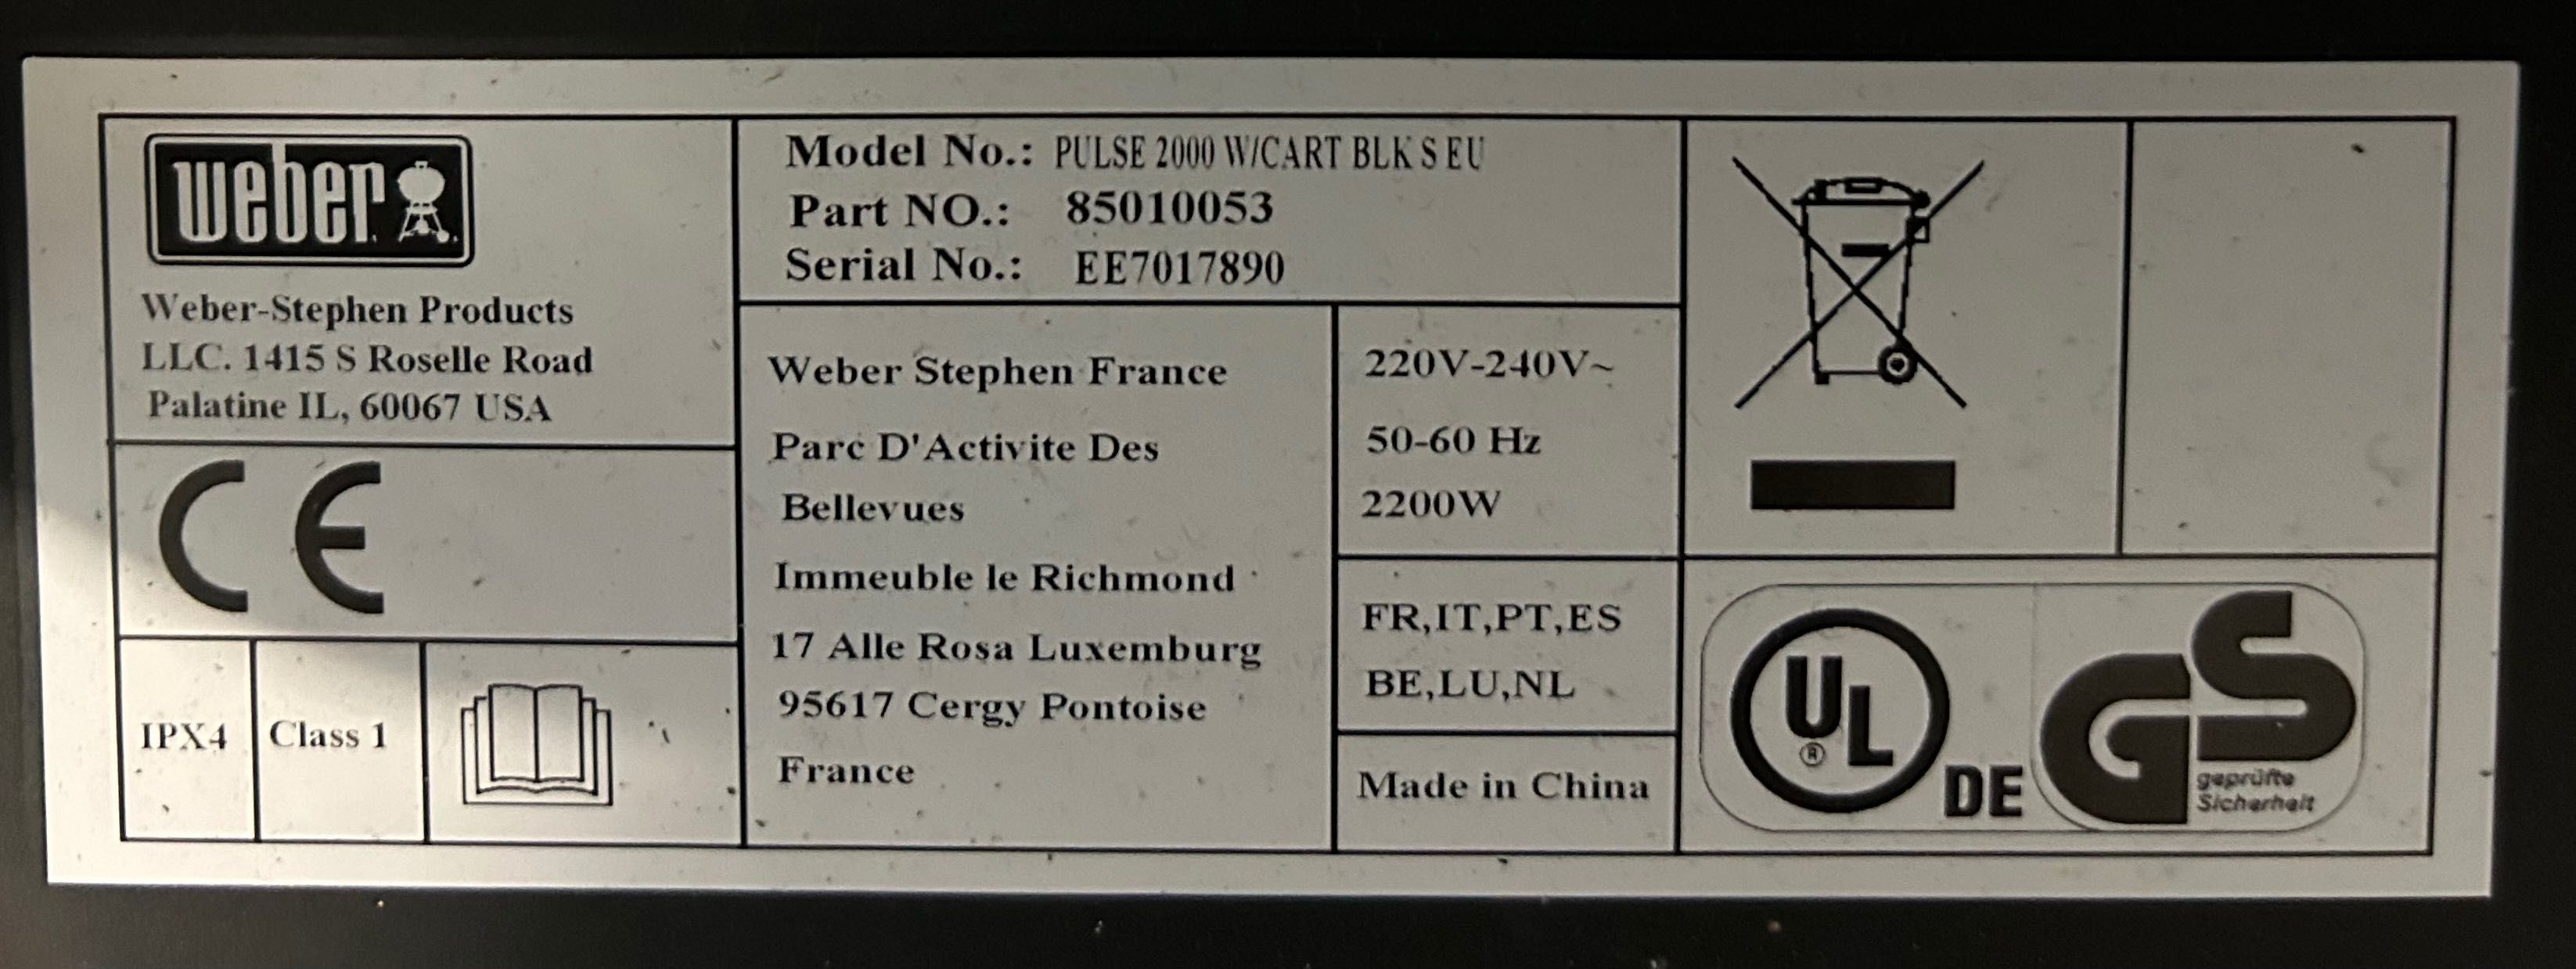 weber
Weber-Stephen Products
LLC. 1415 S Roselle Road
Palatine IL, 60067 USA
CE
IPX4
Class 1
Model No.: PULSE 2000 W/CART BLK S EU
Part NO.: 85010053
Serial No.: EE7017890
Weber Stephen France
Parc D'Activite Des
Bellevues
Immeuble le Richmond
17 Alle Rosa Luxemburg
95617 Cergy Pontoise
France
220V-240V~
50-60 Hz
2200W
FR,IT,PT,ES
BE,LU,NL
Made in China
UL
®
DE
GS
geprüfte
Sicherheit